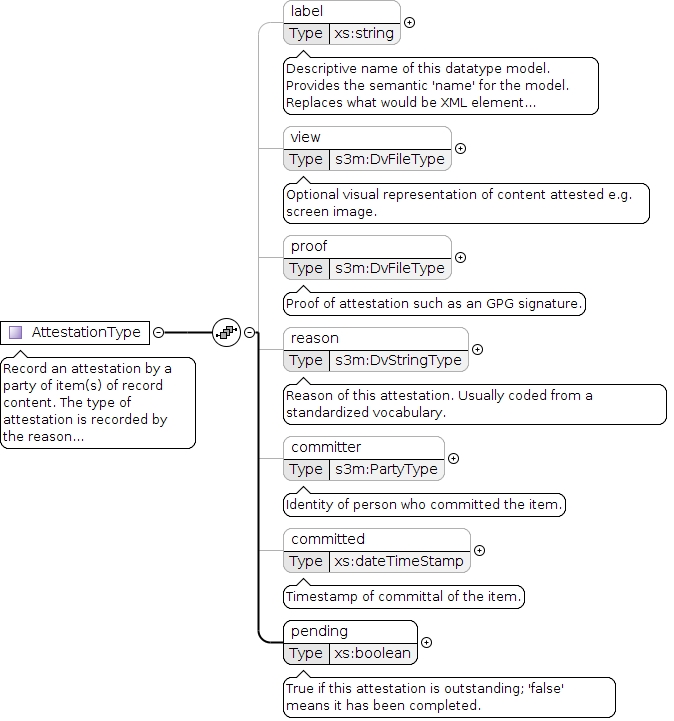 label
Type xs:string
Descriptive name of this datatype model.
Provides the semantic 'name' for the model.
Replaces what would be XML element...
view
Type s3m:DvFileType
Optional visual representation of content attested e.g.
screen image.
proof
Type s3m:DvFileType
Proof of attestation such as an GPG signature.
AttestationType
Record an attestation by a
party of item(s) of record
content. The type of
attestation is recorded by
the reason...
reason
Type s3m:DvStringType
Reason of this attestation. Usually coded from a
standardized vocabulary.
committer
Type s3m:PartyType
Identity of person who committed the item.
committed
Type xs:dateTimeStamp
Timestamp of committal of the item.
pending
Type xs:boolean
True if this attestation is outstanding; 'false'
means it has been completed.